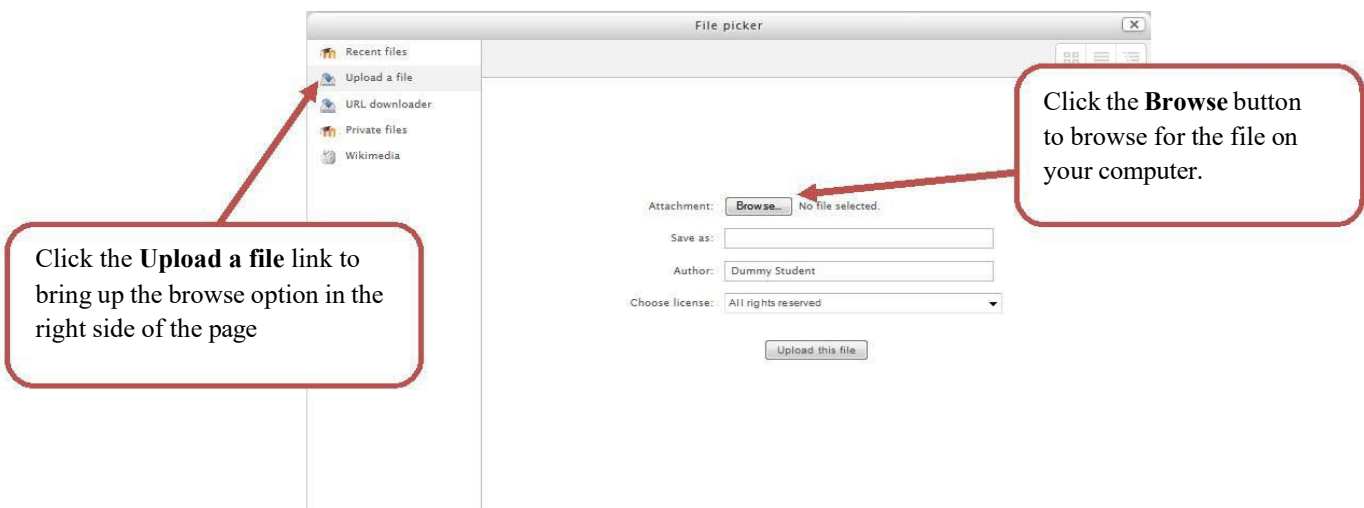 File picker
Recent files
Upload a file
URL downloader
Private files
Wikimedia
Click the Browse button
to browse for the file on
your computer.
Attachment: Browse... No file selected.
Save as:
Author: Dummy Student
Choose license: All rights reserved
Upload this file
Click the Upload a file link to
bring up the browse option in the
right side of the page